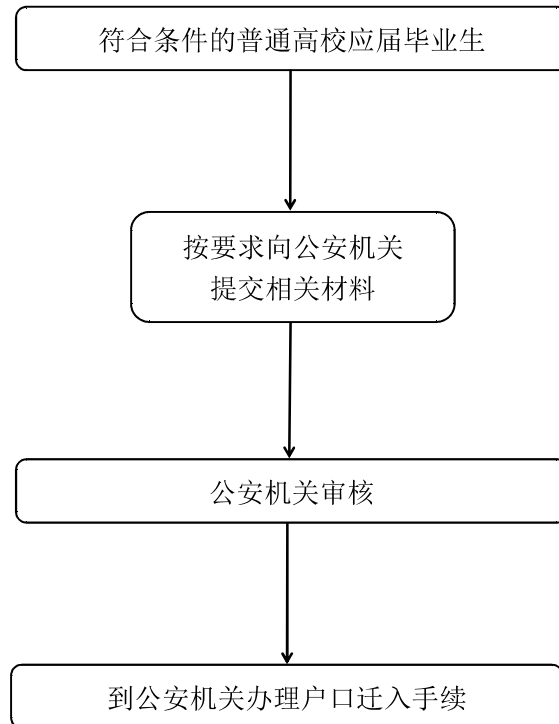 符合条件的普通高校应届毕业生
按要求向公安机关
提交相关材料
公安机关审核
到公安机关办理户口迁入手续